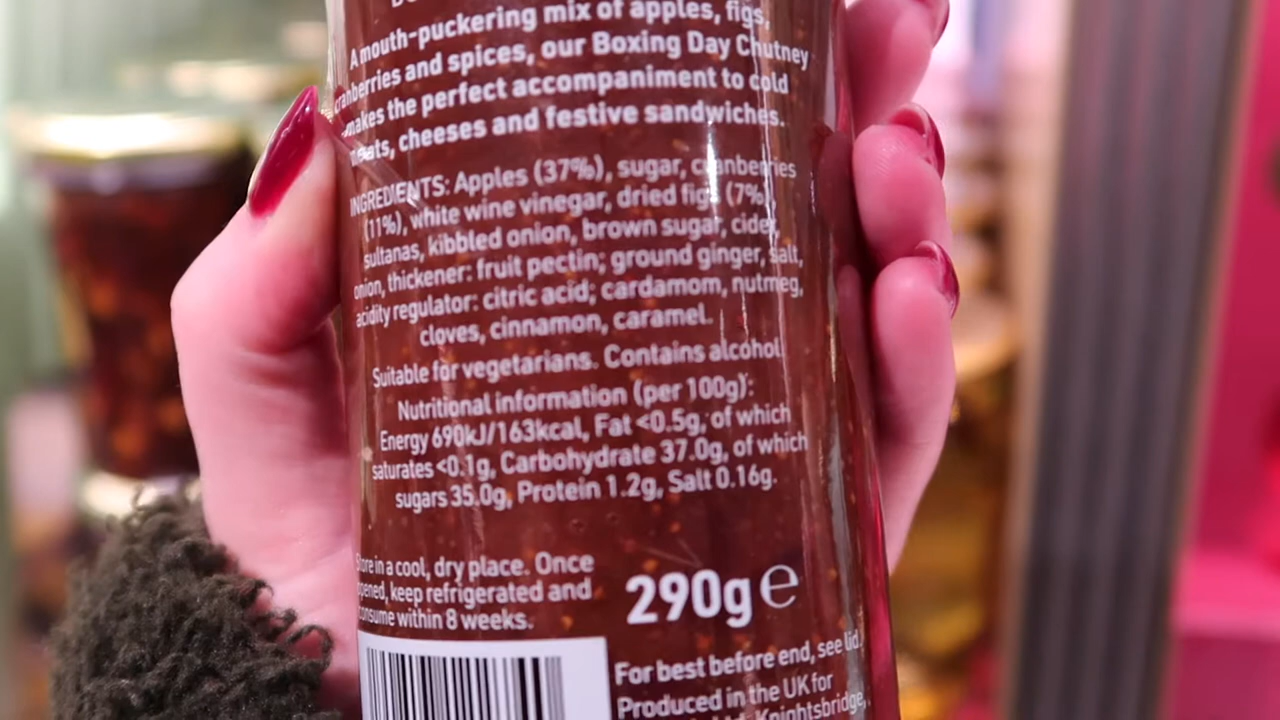 A mouth-puckering mix of apples, figs,
cranberries and spices, our Boxing Day Chutney
makes the perfect accompaniment to cold
meats, cheeses and festive sandwiches.
INGREDIENTS: Apples (37%), sugar, cranberries
(11%), white wine vinegar, dried figs (7%),
sultanas, kibbled onion, brown sugar, cider,
onion, thickener: fruit pectin; ground ginger, salt,
acidity regulator: citric acid; cardamom, nutmeg,
cloves, cinnamon, caramel.
Suitable for vegetarians. Contains alcohol.
Nutritional information (per 100g):
Energy 690kJ/163kcal, Fat <0.5g, of which
saturates <0.1g, Carbohydrate 37.0g, of which
sugars 35.0g, Protein 1.2g, Salt 0.16g.
Store in a cool, dry place. Once
opened, keep refrigerated and
consume within 8 weeks.
290g e
For best before end, see lid.
Produced in the UK for
Ltd, Knightsbridge,